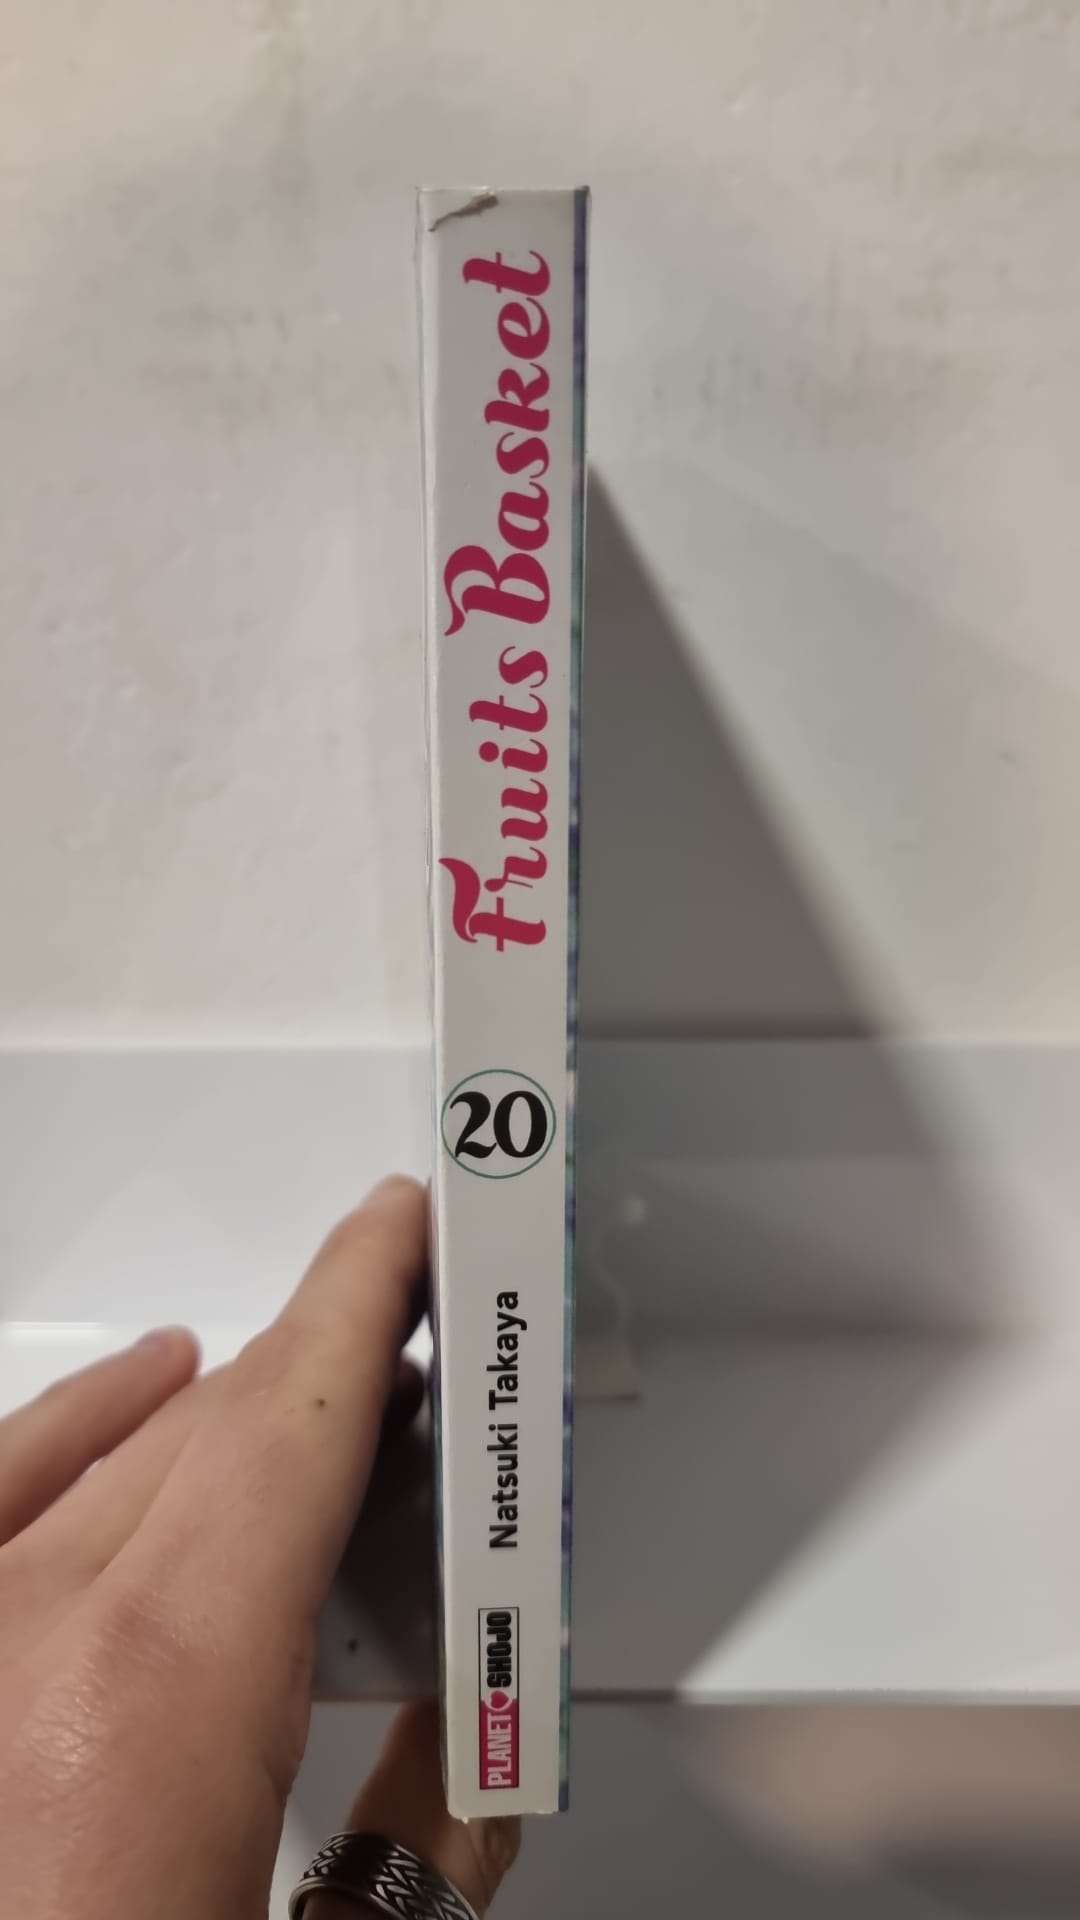 Fruits Basket
20
Natsuki Takaya
PLANET SHOJO